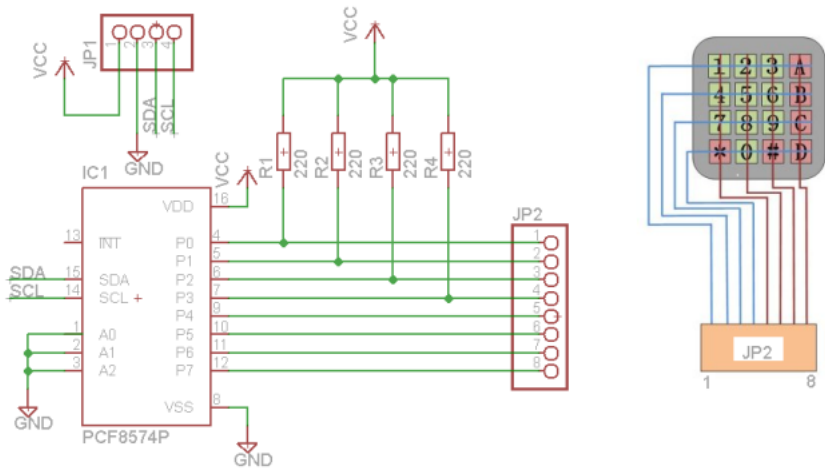 VCC
JP1
1
2
3
4
SDA
SCL
GND
VCC
R1
220
R2
220
R3
220
R4
220
IC1
VCC
VDD
16
13
INT
P0
4
P1
5
SDA
15
SDA
P2
6
SCL
14
SCL
P3
7
P4
9
1
A0
P5
10
2
A1
P6
11
3
A2
P7
12
VSS
8
GND
GND
PCF8574P
JP2
1
2
3
4
5
6
7
8
1 2 3 A
4 5 6 B
7 8 9 C
* 0 # D
JP2
1 8